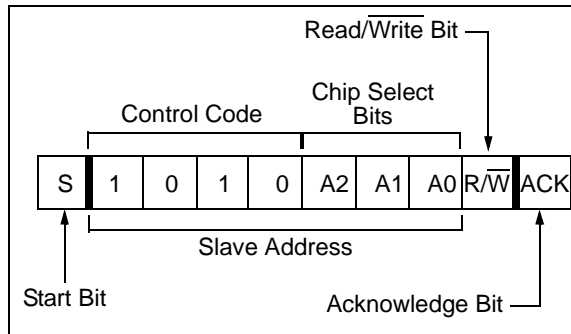 Read/Write Bit
Chip Select
Bits
Control Code
S 1 0 1 0 A2 A1 A0 R/W ACK
Slave Address
Start Bit
Acknowledge Bit